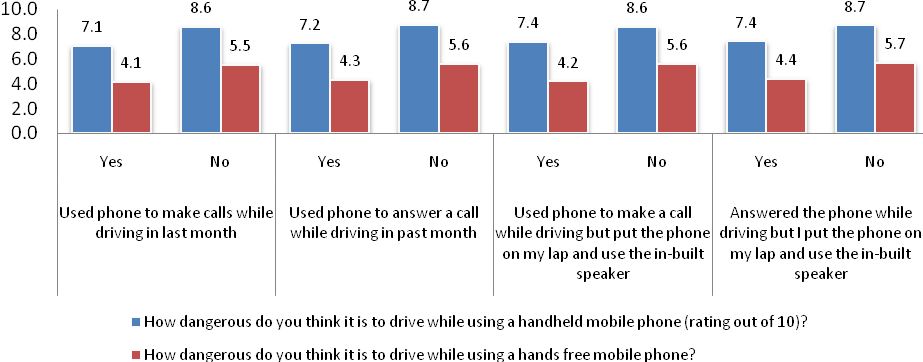 10.0
8.0
6.0
4.0
2.0
0.0
7.1
4.1
8.6
5.5
7.2
4.3
8.7
5.6
7.4
4.2
8.6
5.6
7.4
4.4
8.7
5.7
Yes
No
Yes
No
Yes
No
Yes
No
Used phone to make calls while
driving in last month
Used phone to answer a call
while driving in past month
Used phone to make a call
while driving but put the phone
on my lap and use the in-built
speaker
Answered the phone while
driving but I put the phone on
my lap and use the in-built
speaker
How dangerous do you think it is to drive while using a handheld mobile phone (rating out of 10)?
How dangerous do you think it is to drive while using a hands free mobile phone?